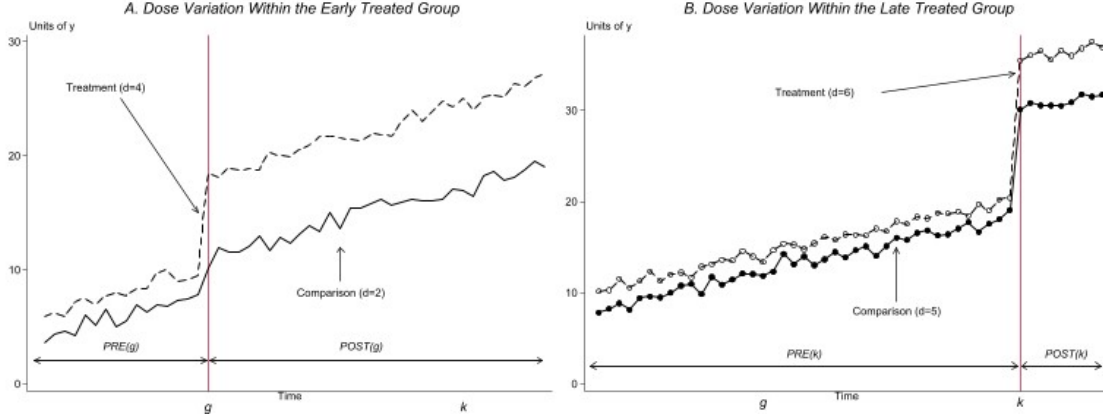 A. Dose Variation Within the Early Treated Group
Units of y
30
20
10
0
Treatment (d=4)
Comparison (d=2)
PRE(g)
POST(g)
Time
g
k
B. Dose Variation Within the Late Treated Group
Units of y
30
20
10
0
Treatment (d=6)
Comparison (d=5)
PRE(k)
POST(k)
Time
g
k